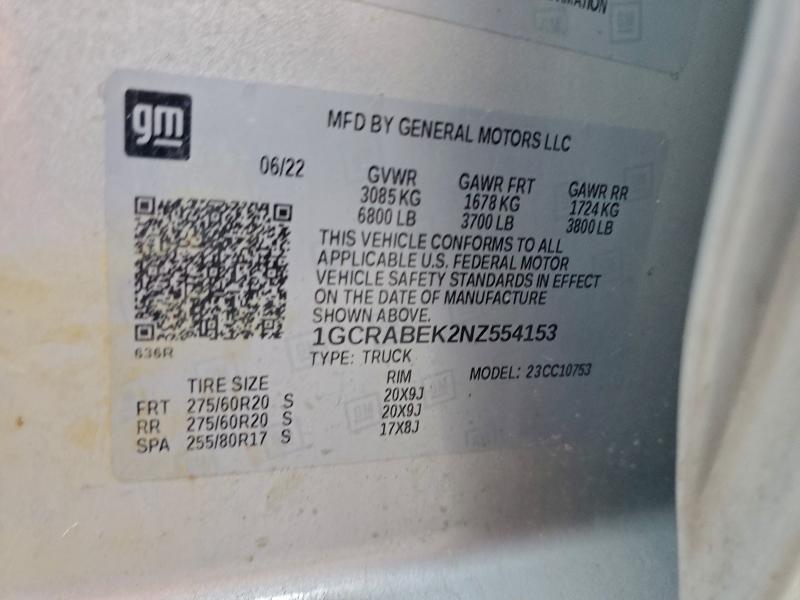 gm
MFD BY GENERAL MOTORS LLC
06/22
GVWR GAWR FRT GAWR RR
3085 KG 1678 KG 1724 KG
6800 LB 3700 LB 3800 LB
THIS VEHICLE CONFORMS TO ALL
APPLICABLE U.S. FEDERAL MOTOR
VEHICLE SAFETY STANDARDS IN EFFECT
ON THE DATE OF MANUFACTURE
SHOWN ABOVE.
1GCRABEK2NZ554153
636R
TYPE: TRUCK
TIRE SIZE RIM MODEL: 23CC10753
FRT 275/60R20 S 20X9J
RR 275/60R20 S 20X9J
SPA 255/80R17 S 17X8J